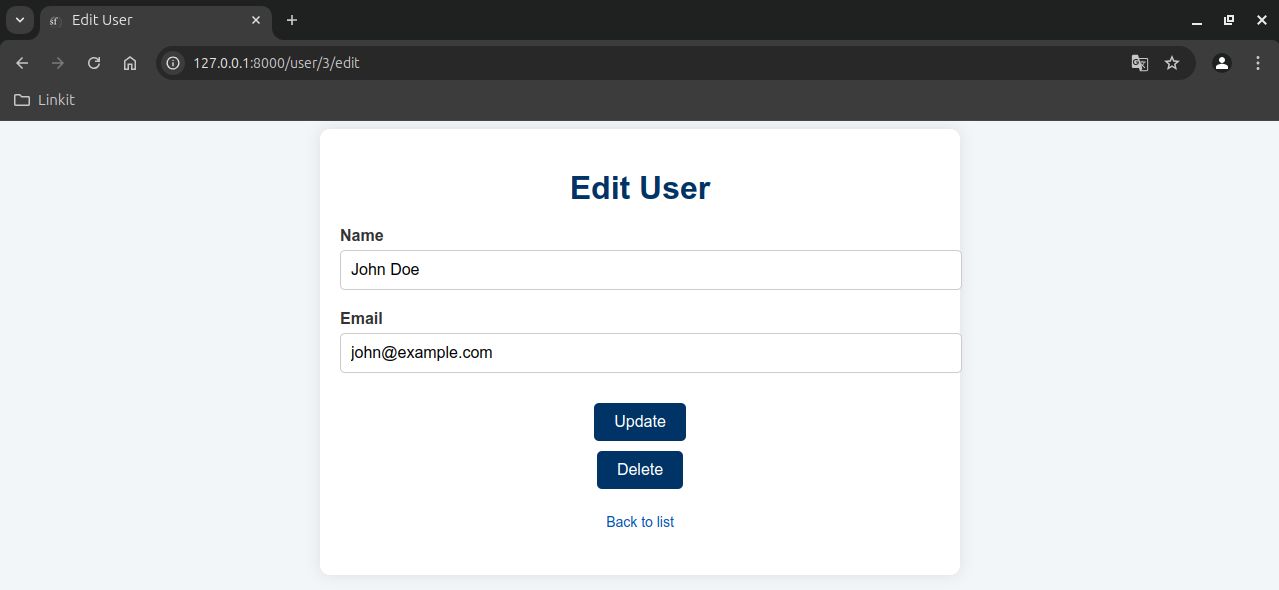 Edit User
127.0.0.1:8000/user/3/edit
Linkit
Edit User
Name
John Doe
Email
john@example.com
Update
Delete
Back to list